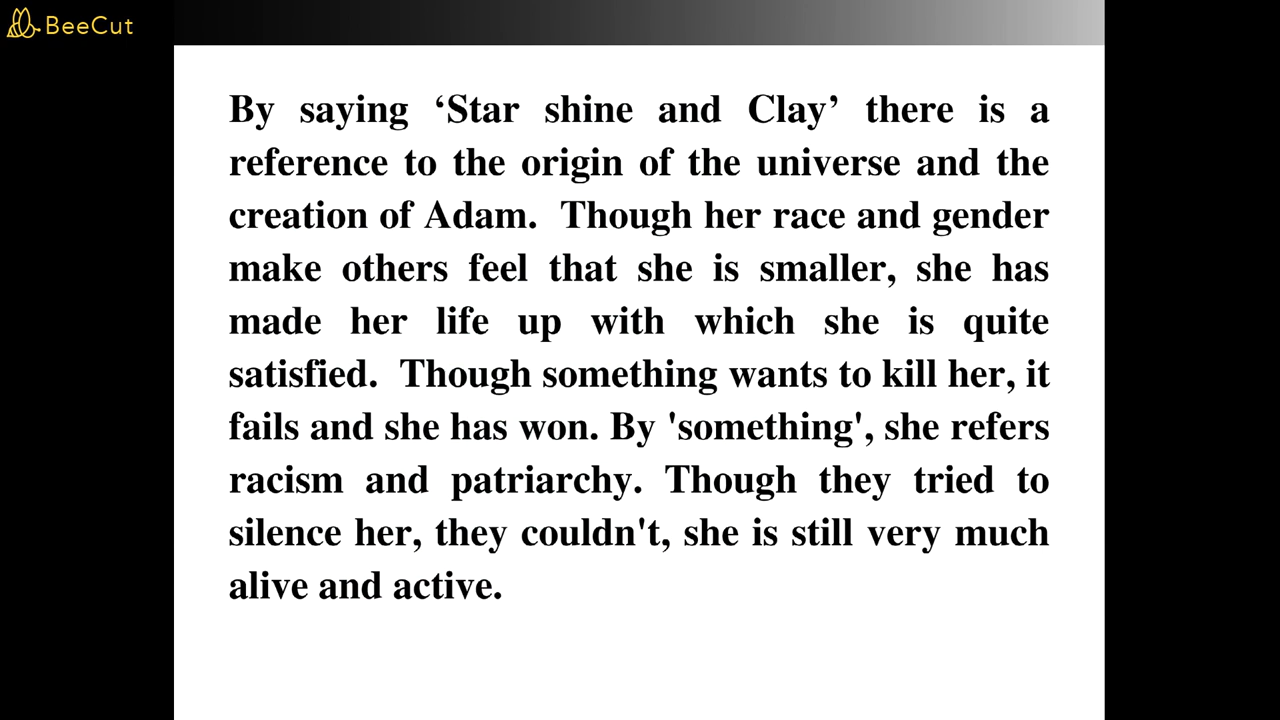 BeeCut
By saying ‘Star shine and Clay’ there is a
reference to the origin of the universe and the
creation of Adam.  Though her race and gender
make others feel that she is smaller, she has
made her life up with which she is quite
satisfied.  Though something wants to kill her, it
fails and she has won. By 'something', she refers
racism and patriarchy. Though they tried to
silence her, they couldn't, she is still very much
alive and active.